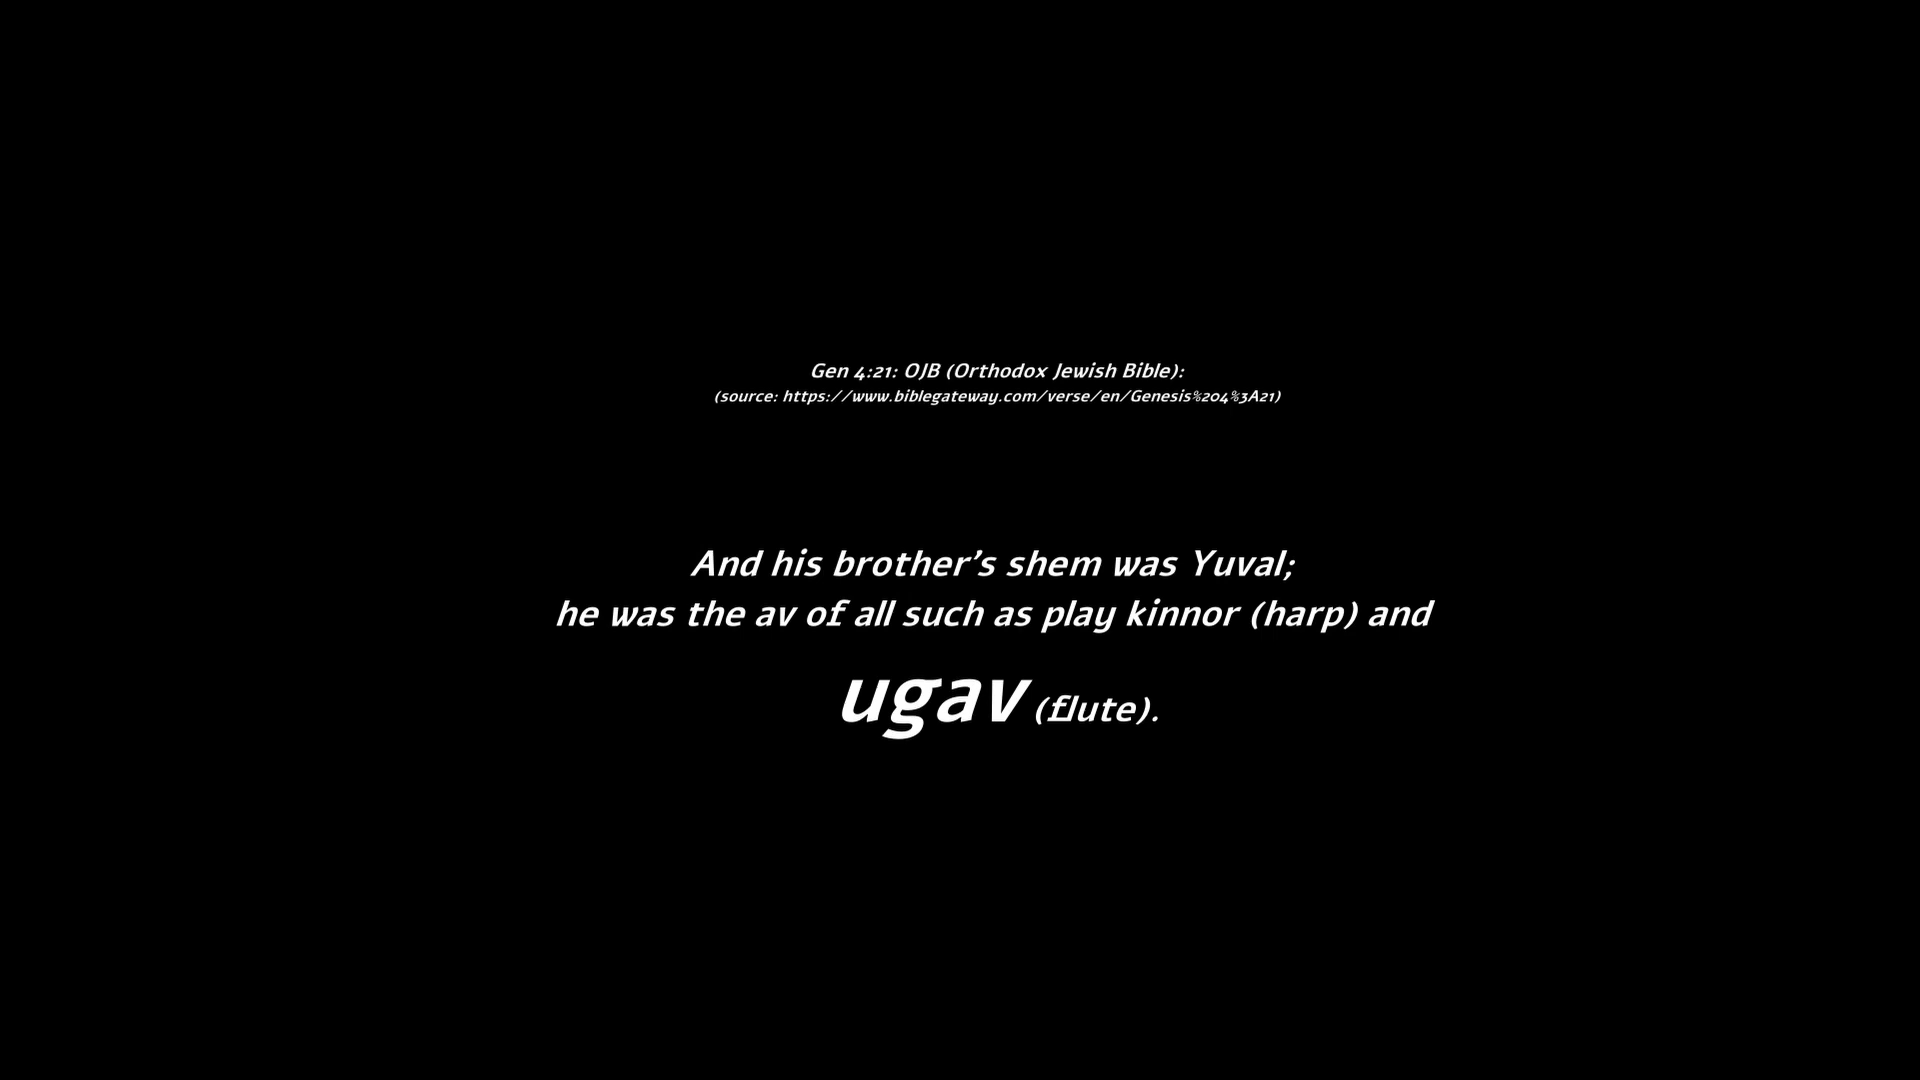 Gen 4:21: OJB (Orthodox Jewish Bible):
(source: https://www.biblegateway.com/verse/en/Genesis%204%3A21)
And his brother’s shem was Yuval;
he was the av of all such as play kinnor (harp) and
ugav (flute).